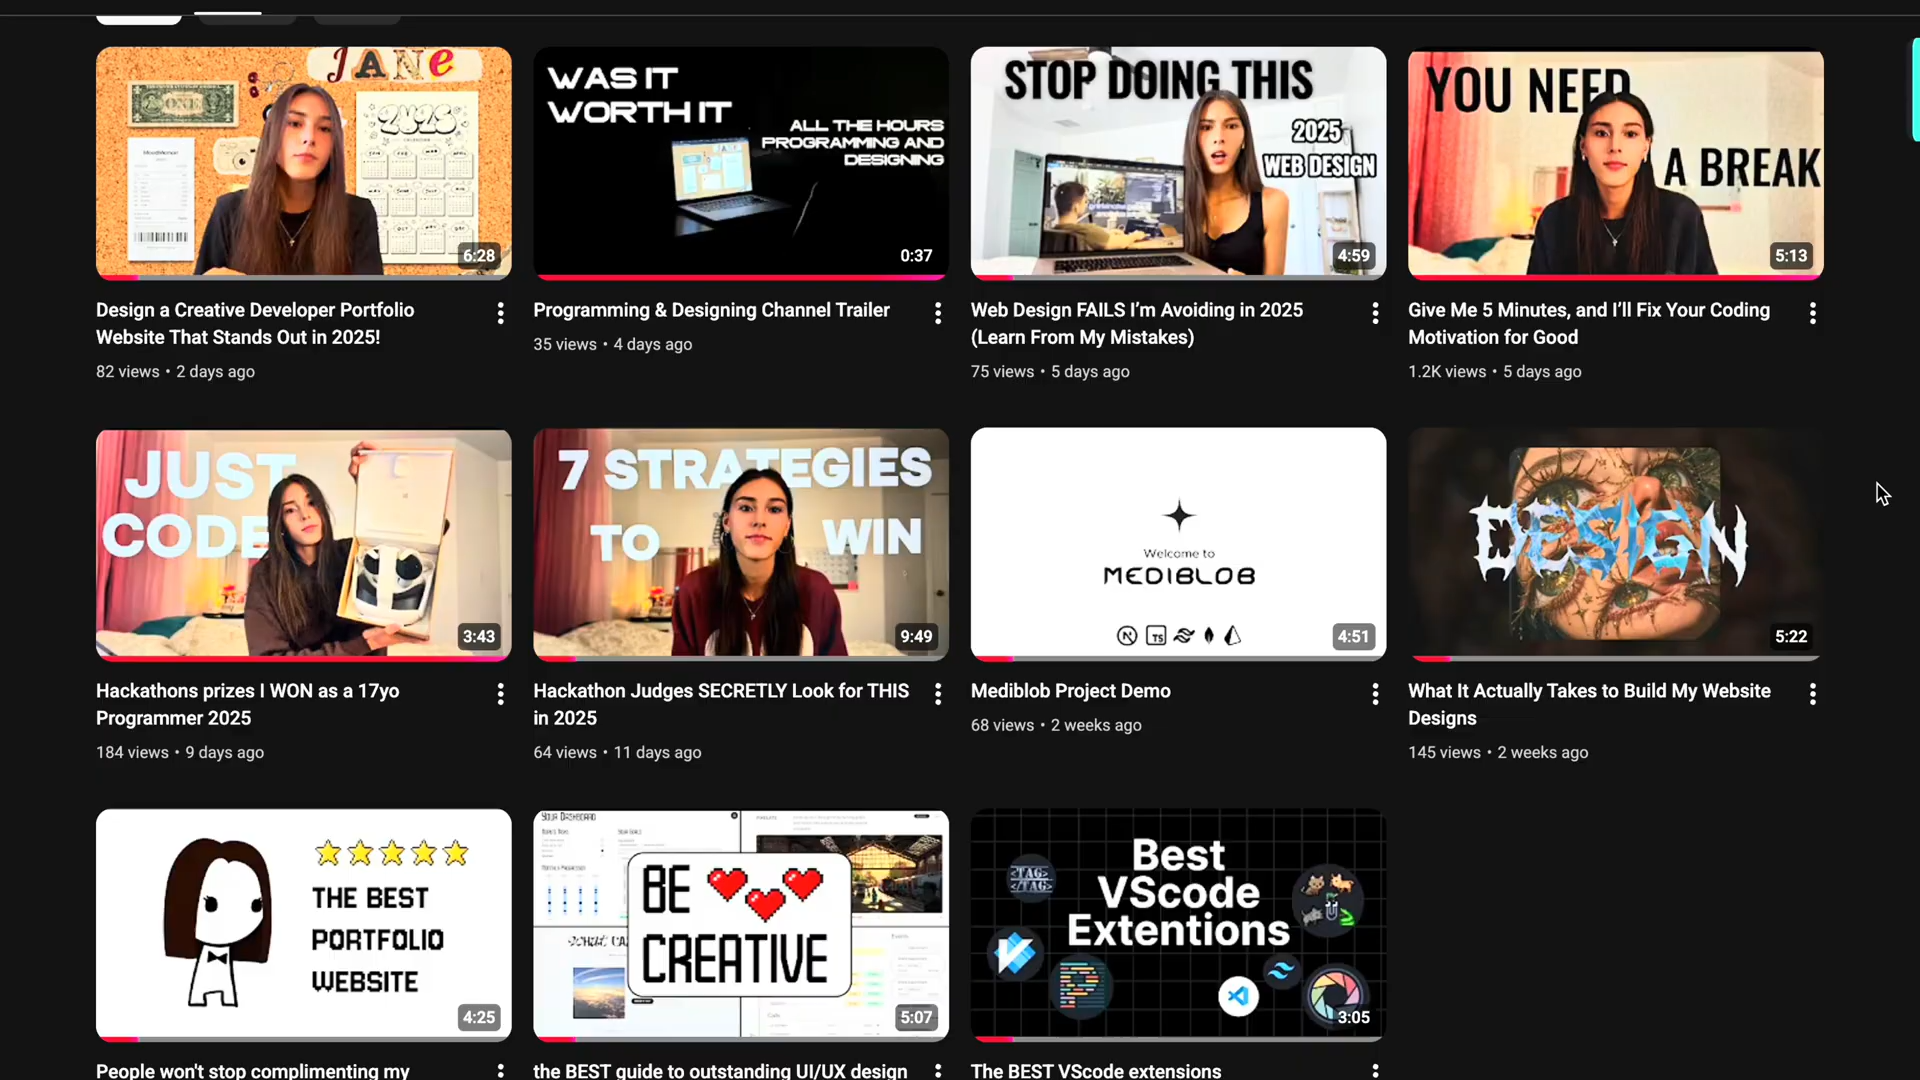 JANE
ONE
2025
6:28
WAS IT
WORTH IT
ALL THE HOURS
PROGRAMMING AND
DESIGNING
0:37
STOP DOING THIS
2025
WEB DESIGN
4:59
YOU NEED
A BREAK
5:13
Design a Creative Developer Portfolio
Website That Stands Out in 2025!
82 views • 2 days ago
Programming & Designing Channel Trailer
35 views • 4 days ago
Web Design FAILS I’m Avoiding in 2025
(Learn From My Mistakes)
75 views • 5 days ago
Give Me 5 Minutes, and I’ll Fix Your Coding
Motivation for Good
1.2K views • 5 days ago
JUST
CODE
3:43
7 STRATEGIES
TO WIN
9:49
Welcome to
MEDIBLOB
N TS
4:51
DESIGN
5:22
Hackathons prizes I WON as a 17yo
Programmer 2025
184 views • 9 days ago
Hackathon Judges SECRETLY Look for THIS
in 2025
64 views • 11 days ago
Mediblob Project Demo
68 views • 2 weeks ago
What It Actually Takes to Build My Website
Designs
145 views • 2 weeks ago
THE BEST
PORTFOLIO
WEBSITE
4:25
Your Dashboard
BE
CREATIVE
5:07
Best
VScode
Extentions
<TAG>
</TAG>
3:05
People won't stop complimenting my
the BEST guide to outstanding UI/UX design
The BEST VScode extensions